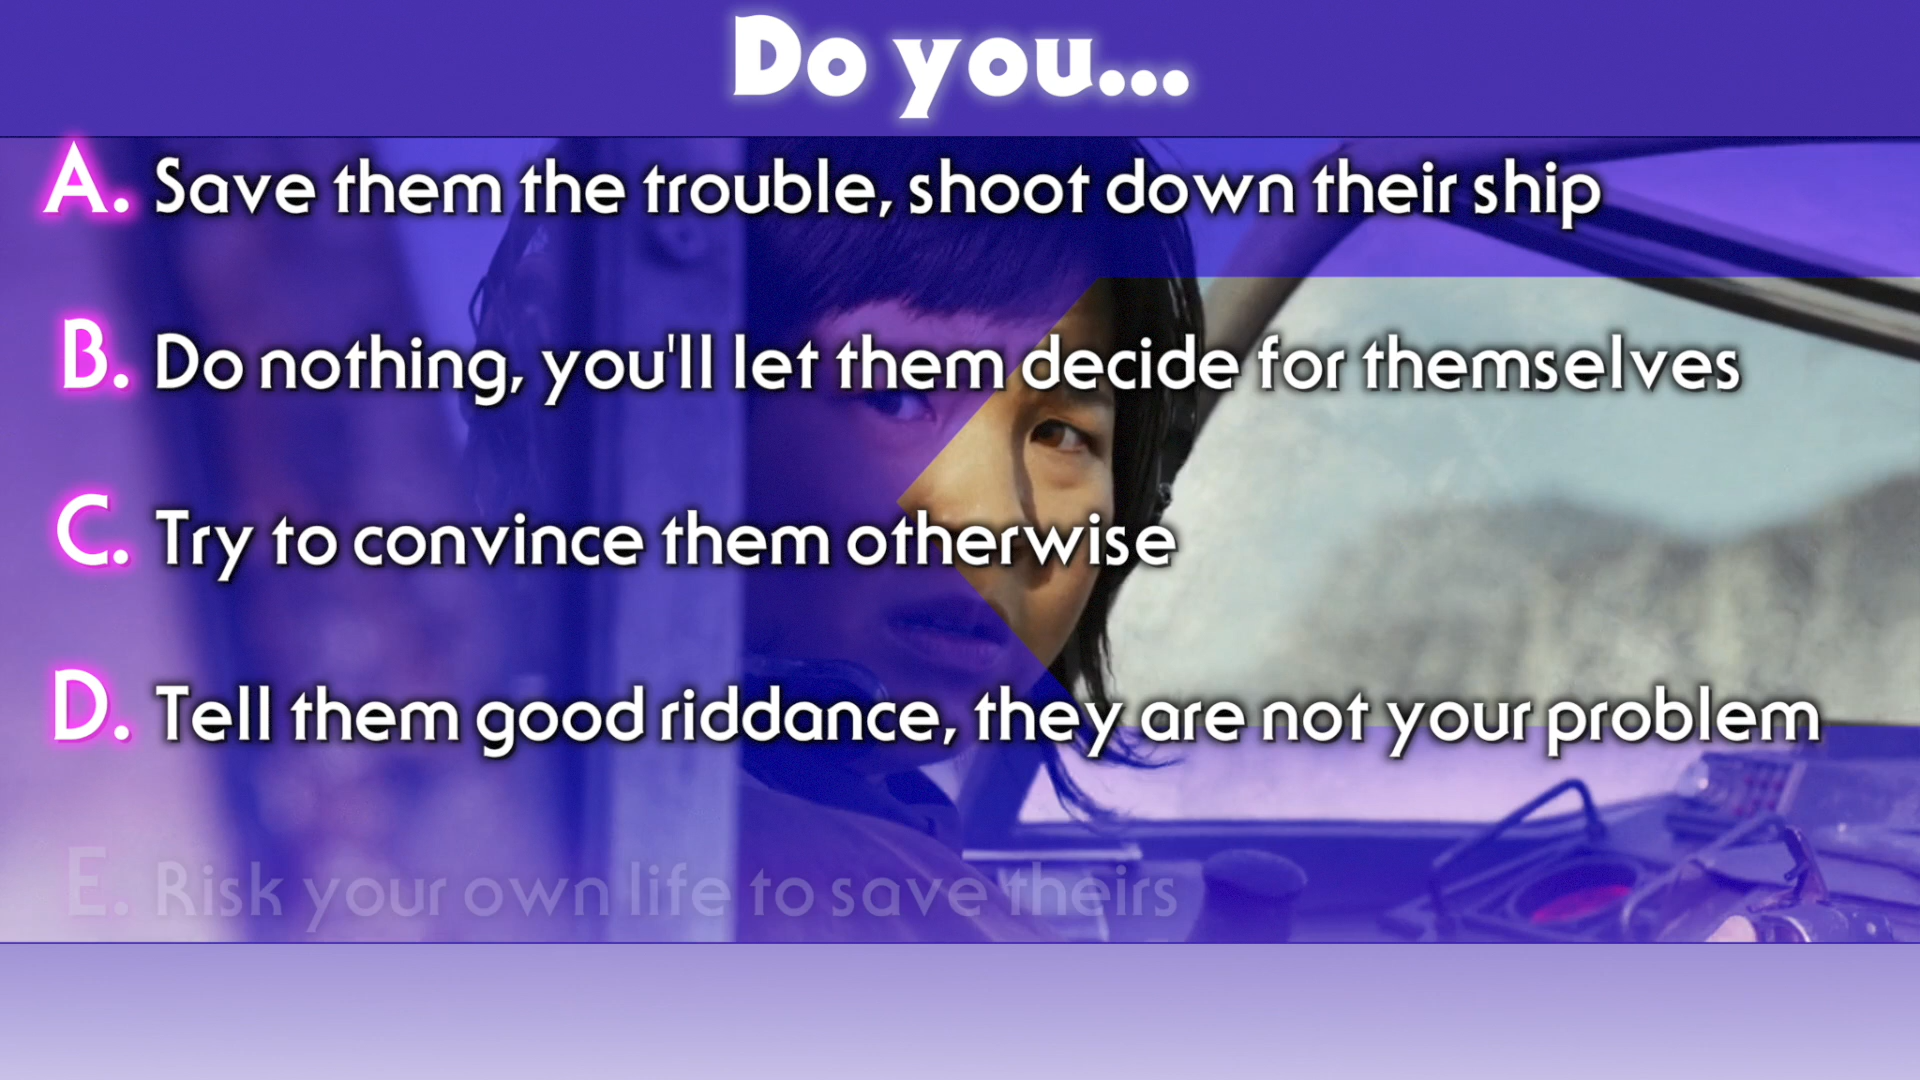 Do you...
A. Save them the trouble, shoot down their ship
B. Do nothing, you'll let them decide for themselves
C. Try to convince them otherwise
D. Tell them good riddance, they are not your problem
E. Risk your own life to save theirs